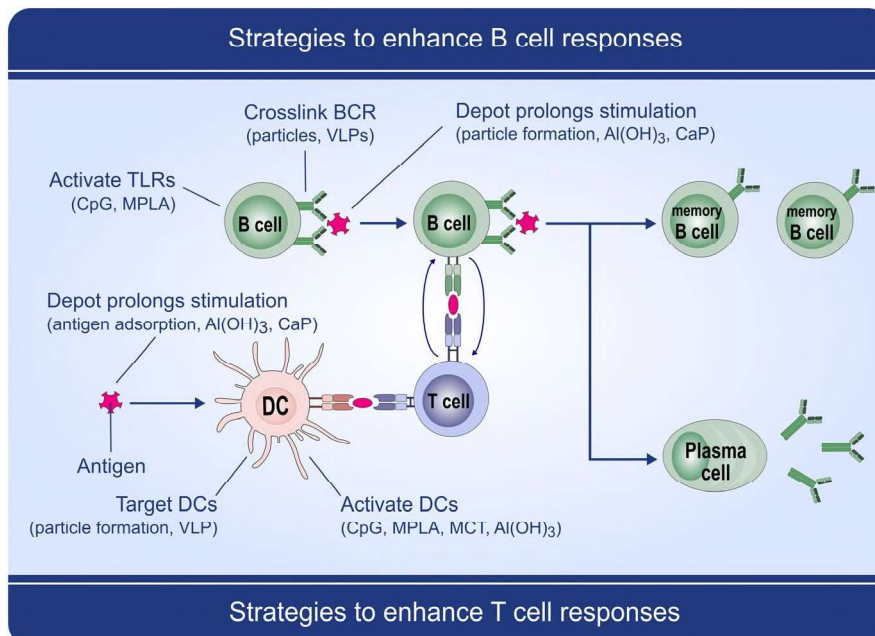 Strategies to enhance B cell responses
Crosslink BCR
(particles, VLPs)
Depot prolongs stimulation
(particle formation, Al(OH)3, CaP)
Activate TLRs
(CpG, MPLA)
B cell
B cell
memory
B cell
memory
B cell
Depot prolongs stimulation
(antigen adsorption, Al(OH)3, CaP)
DC
T cell
Antigen
Plasma
cell
Target DCs
(particle formation, VLP)
Activate DCs
(CpG, MPLA, MCT, Al(OH)3)
Strategies to enhance T cell responses